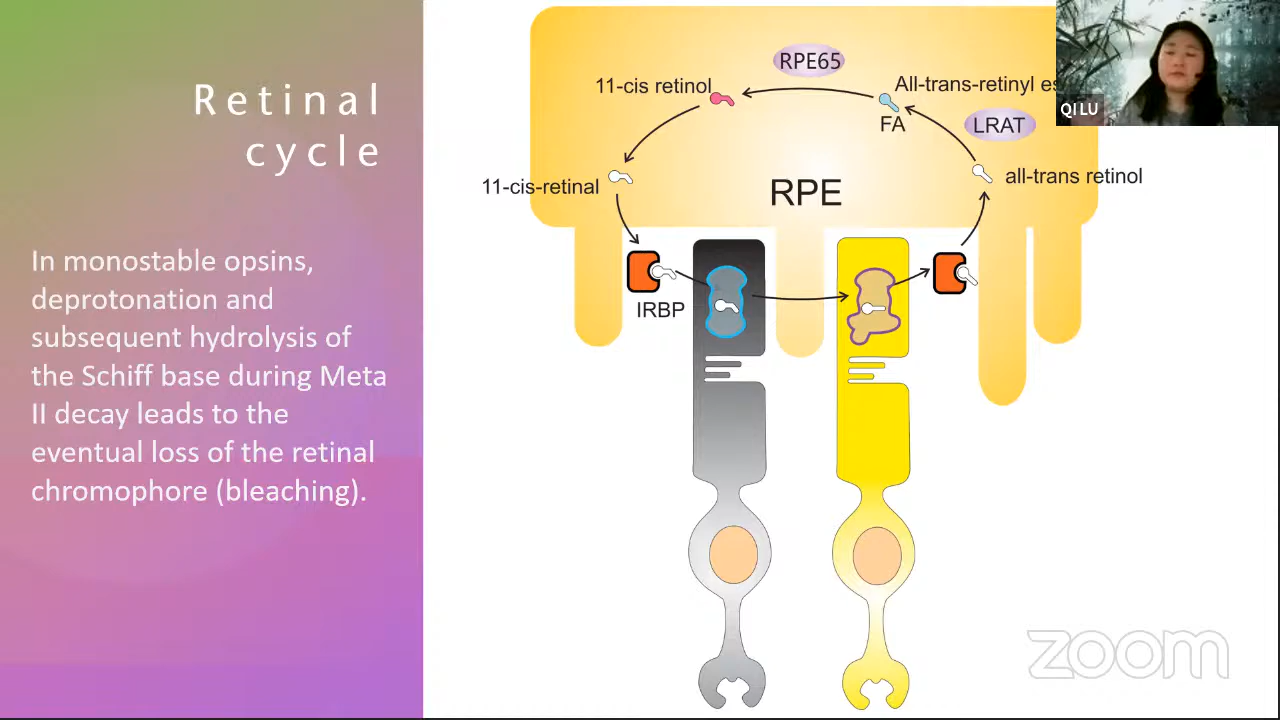 Retinal
cycle
In monostable opsins,
deprotonation and
subsequent hydrolysis of
the Schiff base during Meta
II decay leads to the
eventual loss of the retinal
chromophore (bleaching).
RPE65
11-cis retinol
All-trans-retinyl es
FA
LRAT
11-cis-retinal
RPE
all-trans retinol
IRBP
QI LU
zoom